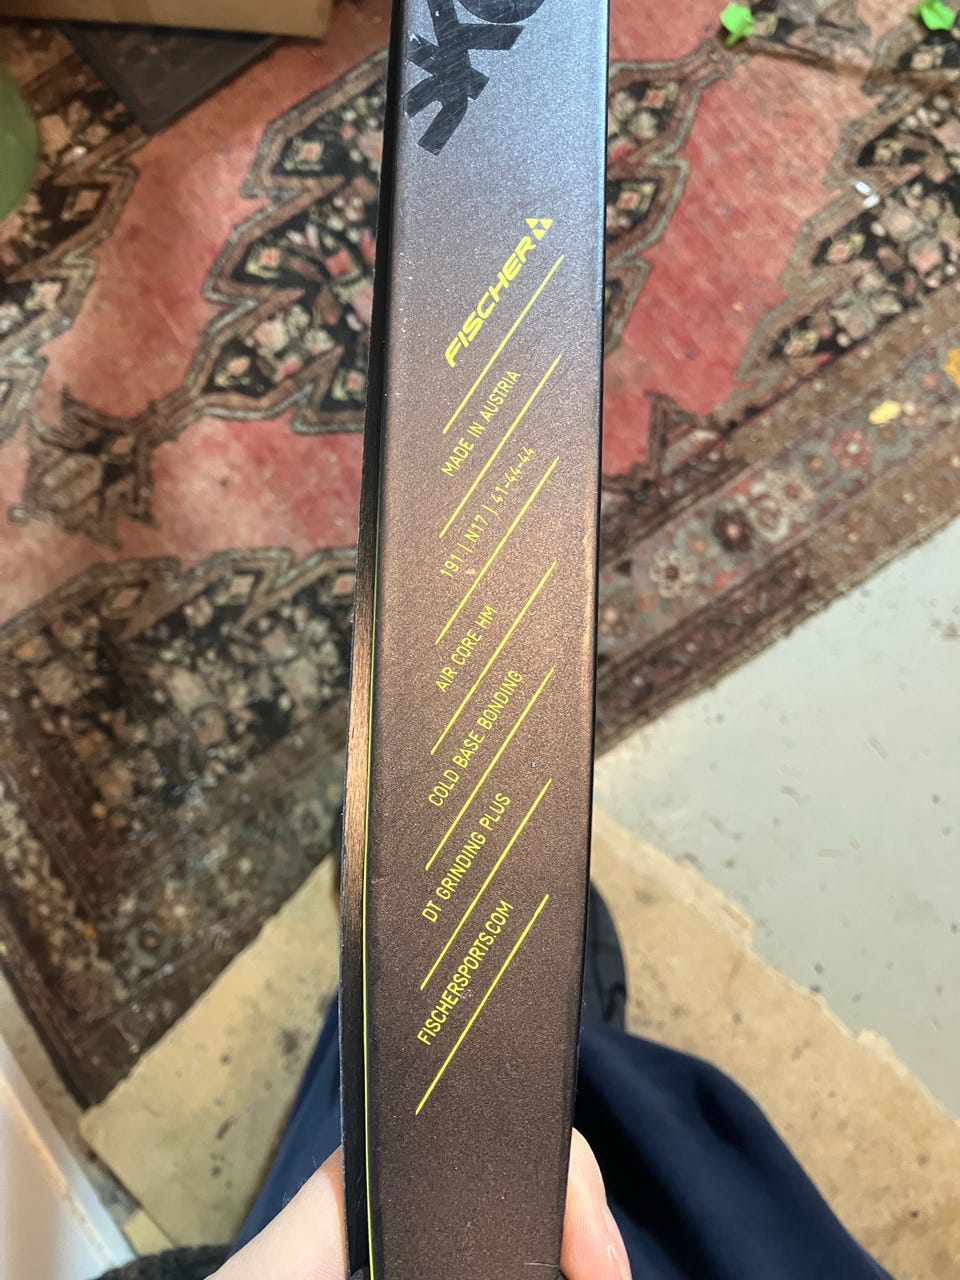 FISCHER
MADE IN AUSTRIA
191 | N17 | 41-44-44
AIR CORE HM
COLD BASE BONDING
DT GRINDING PLUS
FISCHERSPORTS.COM